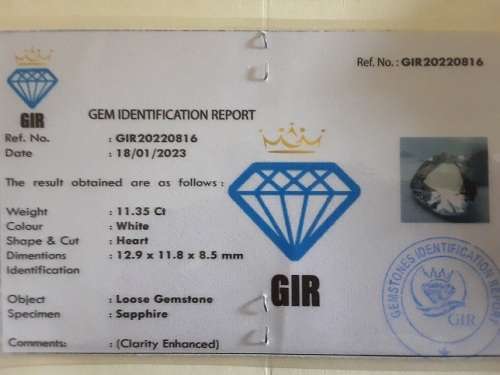 Ref. No. : GIR20220816
GIR
GEM IDENTIFICATION REPORT
Ref. No. : GIR20220816
Date : 18/01/2023
The result obtained are as follows :
Weight : 11.35 Ct
Colour : White
Shape & Cut : Heart
Dimentions : 12.9 x 11.8 x 8.5 mm
Identification
Object : Loose Gemstone
Specimen : Sapphire
Comments: : (Clarity Enhanced)
GIR
GEMSTONES IDENTIFICATION REPORT
GIR